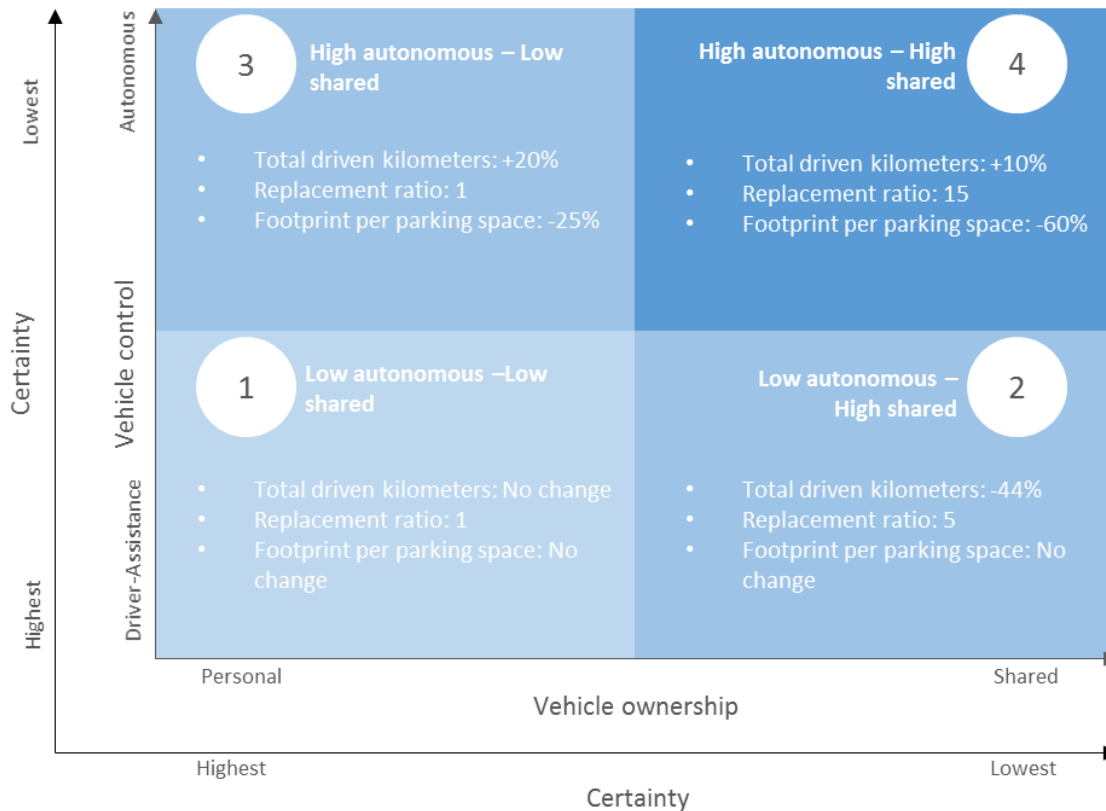 Certainty
Lowest
Highest
Vehicle control
Autonomous
Driver-Assistance
3
High autonomous – Low
shared
• Total driven kilometers: +20%
• Replacement ratio: 1
• Footprint per parking space: -25%
High autonomous – High
shared
4
• Total driven kilometers: +10%
• Replacement ratio: 15
• Footprint per parking space: -60%
1
Low autonomous –Low
shared
• Total driven kilometers: No change
• Replacement ratio: 1
• Footprint per parking space: No
change
Low autonomous –
High shared
2
• Total driven kilometers: -44%
• Replacement ratio: 5
• Footprint per parking space: No
change
Personal
Shared
Vehicle ownership
Highest
Lowest
Certainty